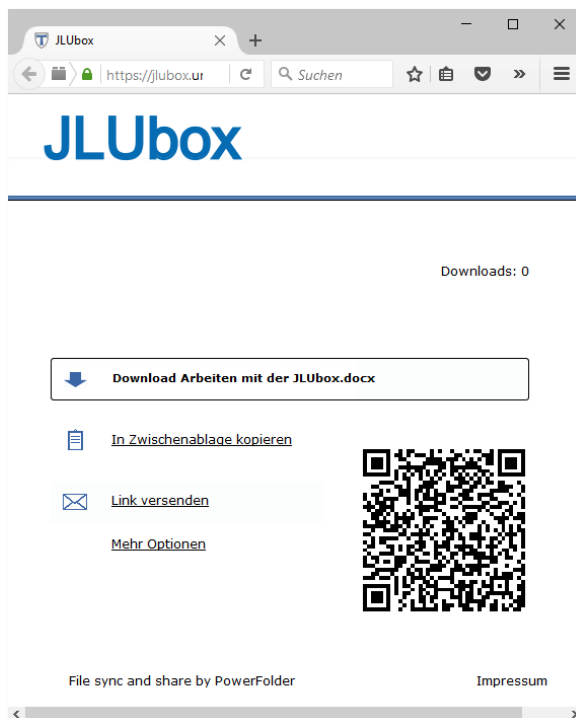 JLUbox
https://jlubox.ur
Suchen
JLUbox
Downloads: 0
Download Arbeiten mit der JLUbox.docx
In Zwischenablage kopieren
Link versenden
Mehr Optionen
File sync and share by PowerFolder Impressum